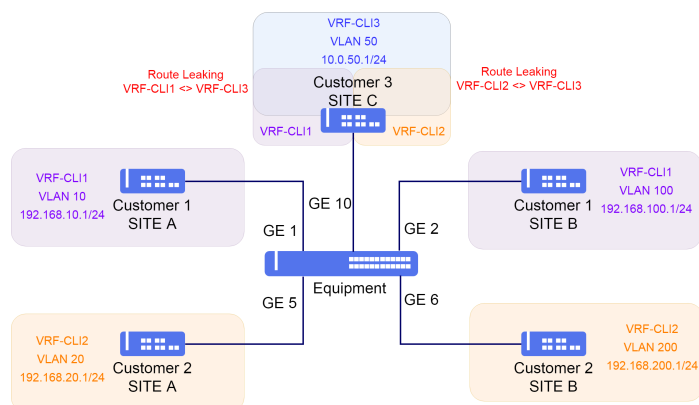 VRF-CLI3
VLAN 50
10.0.50.1/24
Route Leaking
VRF-CLI1 <> VRF-CLI3
Route Leaking
VRF-CLI2 <> VRF-CLI3
Customer 3
SITE C
VRF-CLI1
VRF-CLI2
VRF-CLI1
VLAN 10
192.168.10.1/24
Customer 1
SITE A
VRF-CLI1
VLAN 100
192.168.100.1/24
Customer 1
SITE B
GE 10
GE 1
GE 2
Equipment
GE 5
GE 6
VRF-CLI2
VLAN 20
192.168.20.1/24
Customer 2
SITE A
VRF-CLI2
VLAN 200
192.168.200.1/24
Customer 2
SITE B